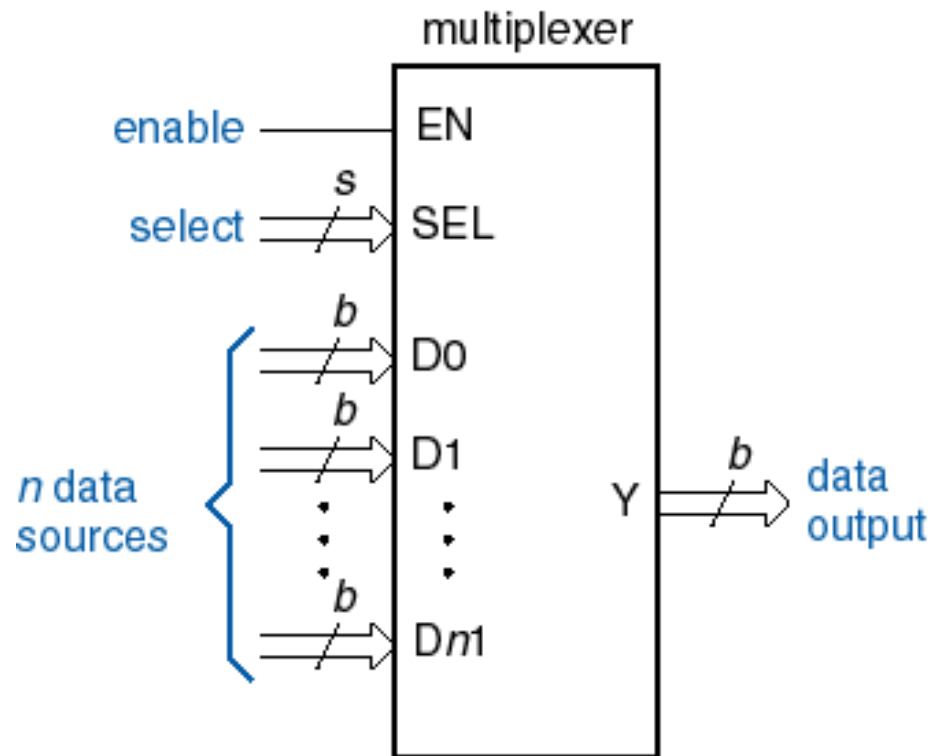 multiplexer
enable
EN
s
select
SEL
b
D0
b
D1
n data
sources
b
Dn1
Y
b
data
output